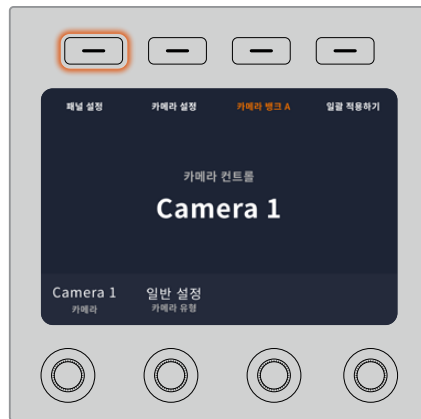 패널 설정 카메라 설정 카메라 뱅크 A 일괄 적용하기
카메라 컨트롤
Camera 1
Camera 1 일반 설정
카메라 카메라 유형